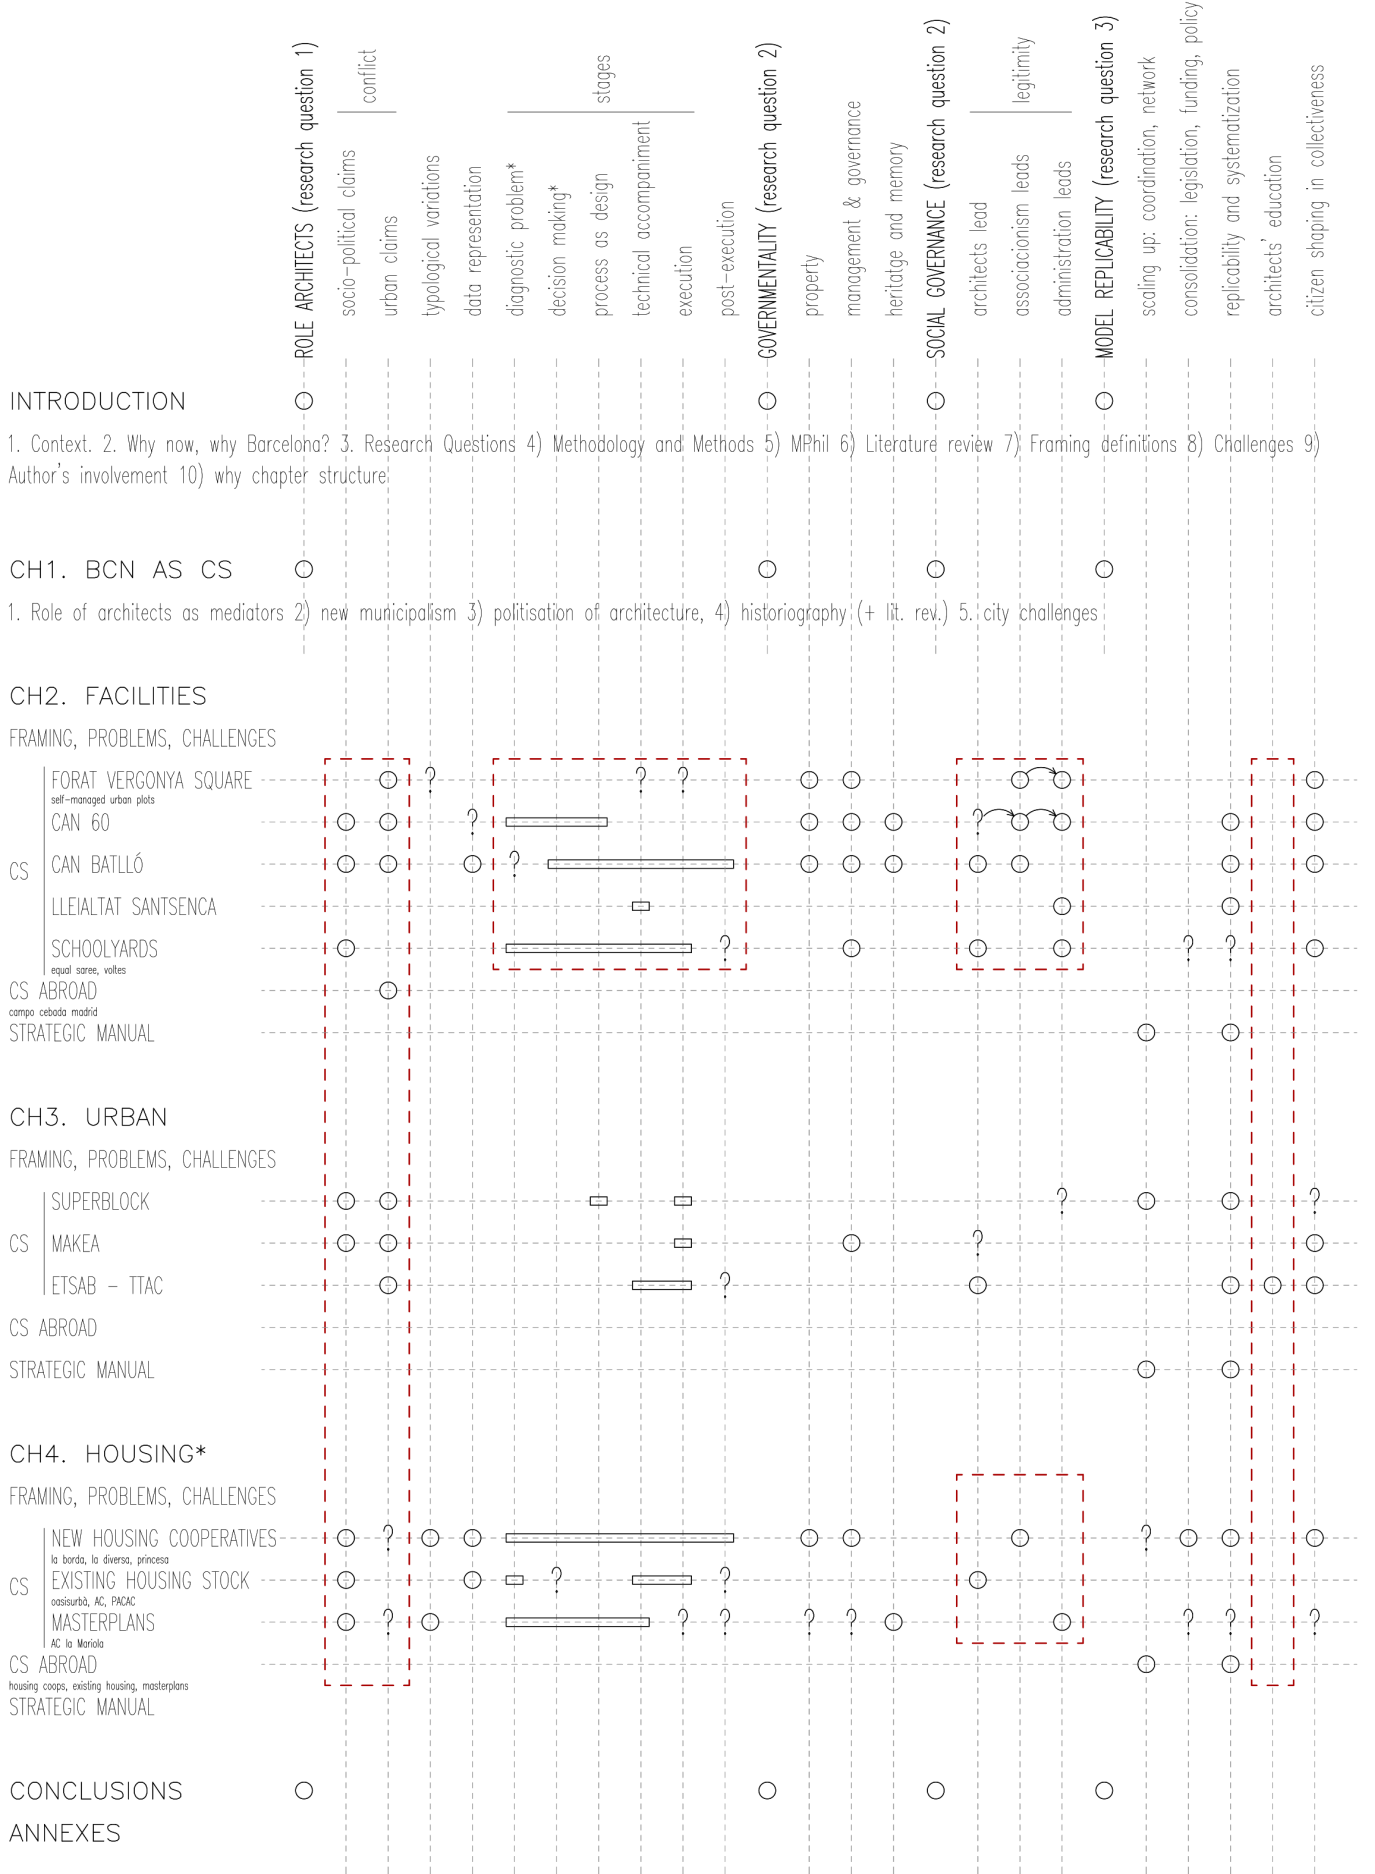 ROLE ARCHITECTS (research question 1)
conflict
socio-political claims
urban claims
typological variations
data representation
stages
diagnostic problem*
decision making*
process as design
technical accompaniment
execution
post-execution
GOVERNMENTALITY (research question 2)
property
management & governance
heritatge and memory
SOCIAL GOVERNANCE (research question 2)
legitimity
architects lead
associacionism leads
administration leads
MODEL REPLICABILITY (research question 3)
scaling up: coordination, network
consolidation: legislation, funding, policy
replicability and systematization
architects' education
citizen shaping in collectiveness
INTRODUCTION
1. Context. 2. Why now, why Barcelona? 3. Research Questions 4) Methodology and Methods 5) MPhil 6) Literature review 7) Framing definitions 8) Challenges 9)
Author's involvement 10) why chapter structure
CH1. BCN AS CS
1. Role of architects as mediators 2) new municipalism 3) politisation of architecture, 4) historiography (+ lit. rev.) 5. city challenges
CH2. FACILITIES
FRAMING, PROBLEMS, CHALLENGES
CS
FORAT VERGONYA SQUARE
? ? ?
self-managed urban plots
CAN 60
? ?
CAN BATLLÓ
?
LLEIALTAT SANTSENCA
SCHOOLYARDS
? ? ?
equal saree, voltes
CS ABROAD
campo cebada madrid
STRATEGIC MANUAL
CH3. URBAN
FRAMING, PROBLEMS, CHALLENGES
CS
SUPERBLOCK
? ?
MAKEA
?
ETSAB - TTAC
?
CS ABROAD
STRATEGIC MANUAL
CH4. HOUSING*
FRAMING, PROBLEMS, CHALLENGES
CS
NEW HOUSING COOPERATIVES
? ?
la borda, la diversa, princesa
EXISTING HOUSING STOCK
? ?
oasisurbà, AC, PACAC
MASTERPLANS
? ? ? ? ? ? ? ?
AC la Mariola
CS ABROAD
housing coops, existing housing, masterplans
STRATEGIC MANUAL
CONCLUSIONS
ANNEXES